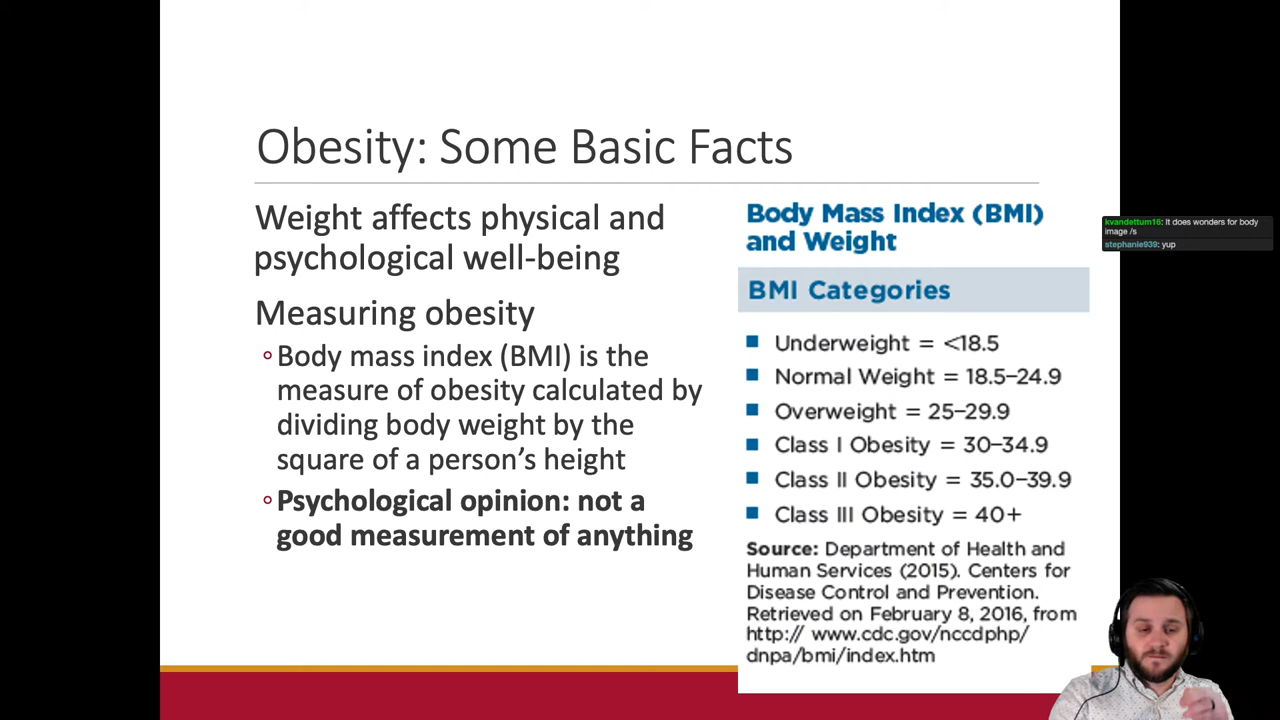 Obesity: Some Basic Facts
Weight affects physical and
psychological well-being
Measuring obesity
Body mass index (BMI) is the
measure of obesity calculated by
dividing body weight by the
square of a person's height
Psychological opinion: not a
good measurement of anything
Body Mass Index (BMI)
and Weight
BMI Categories
Underweight = <18.5
Normal Weight = 18.5–24.9
Overweight = 25–29.9
Class I Obesity = 30–34.9
Class II Obesity = 35.0–39.9
Class III Obesity = 40+
Source: Department of Health and
Human Services (2015). Centers for
Disease Control and Prevention.
Retrieved on February 8, 2016, from
http:// www.cdc.gov/nccdphp/
dnpa/bmi/index.htm
kvandettum16: It does wonders for body
image /s
stephanie939: yup